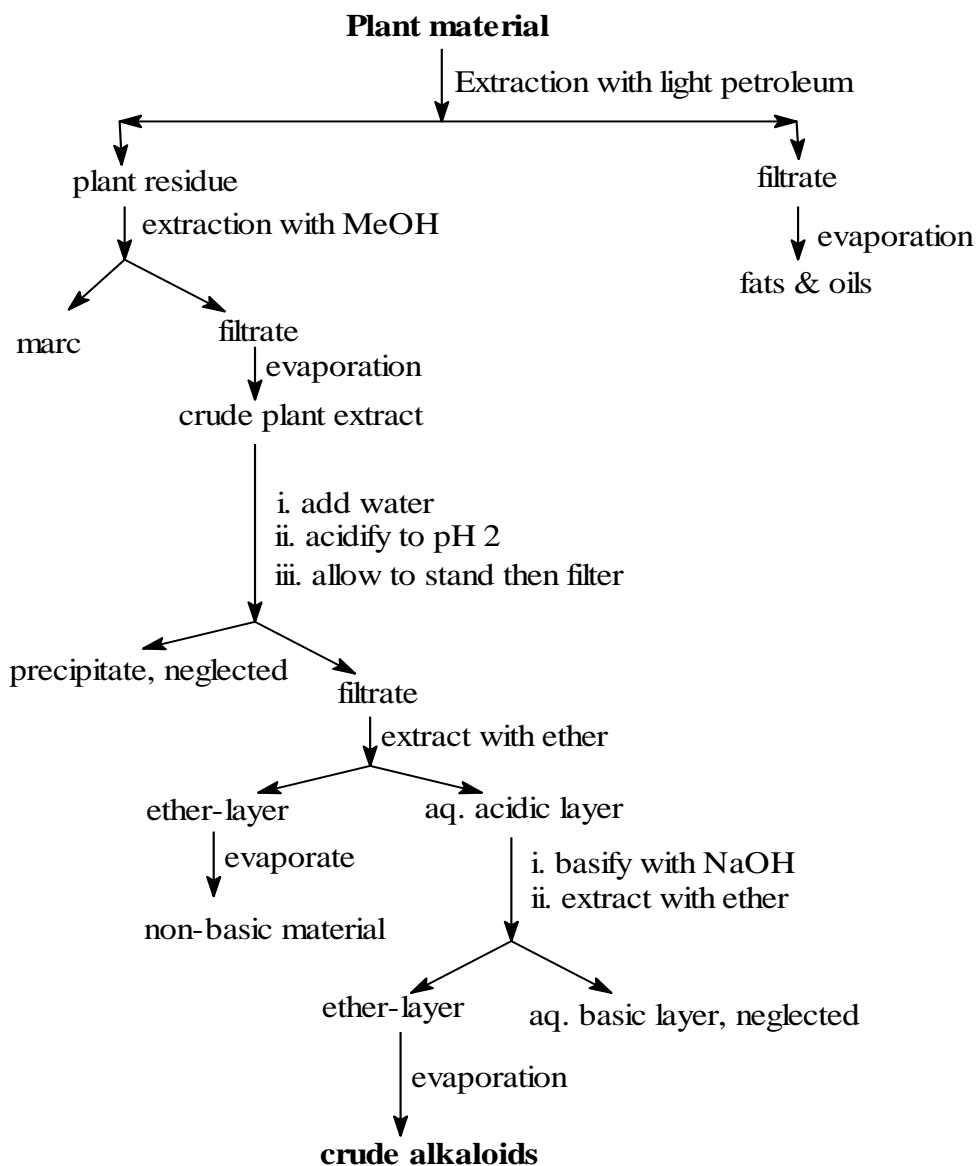 Plant material
Extraction with light petroleum
plant residue
filtrate
extraction with MeOH
evaporation
fats & oils
marc
filtrate
evaporation
crude plant extract
i. add water
ii. acidify to pH 2
iii. allow to stand then filter
precipitate, neglected
filtrate
extract with ether
ether-layer
aq. acidic layer
evaporate
i. basify with NaOH
ii. extract with ether
non-basic material
ether-layer
aq. basic layer, neglected
evaporation
crude alkaloids